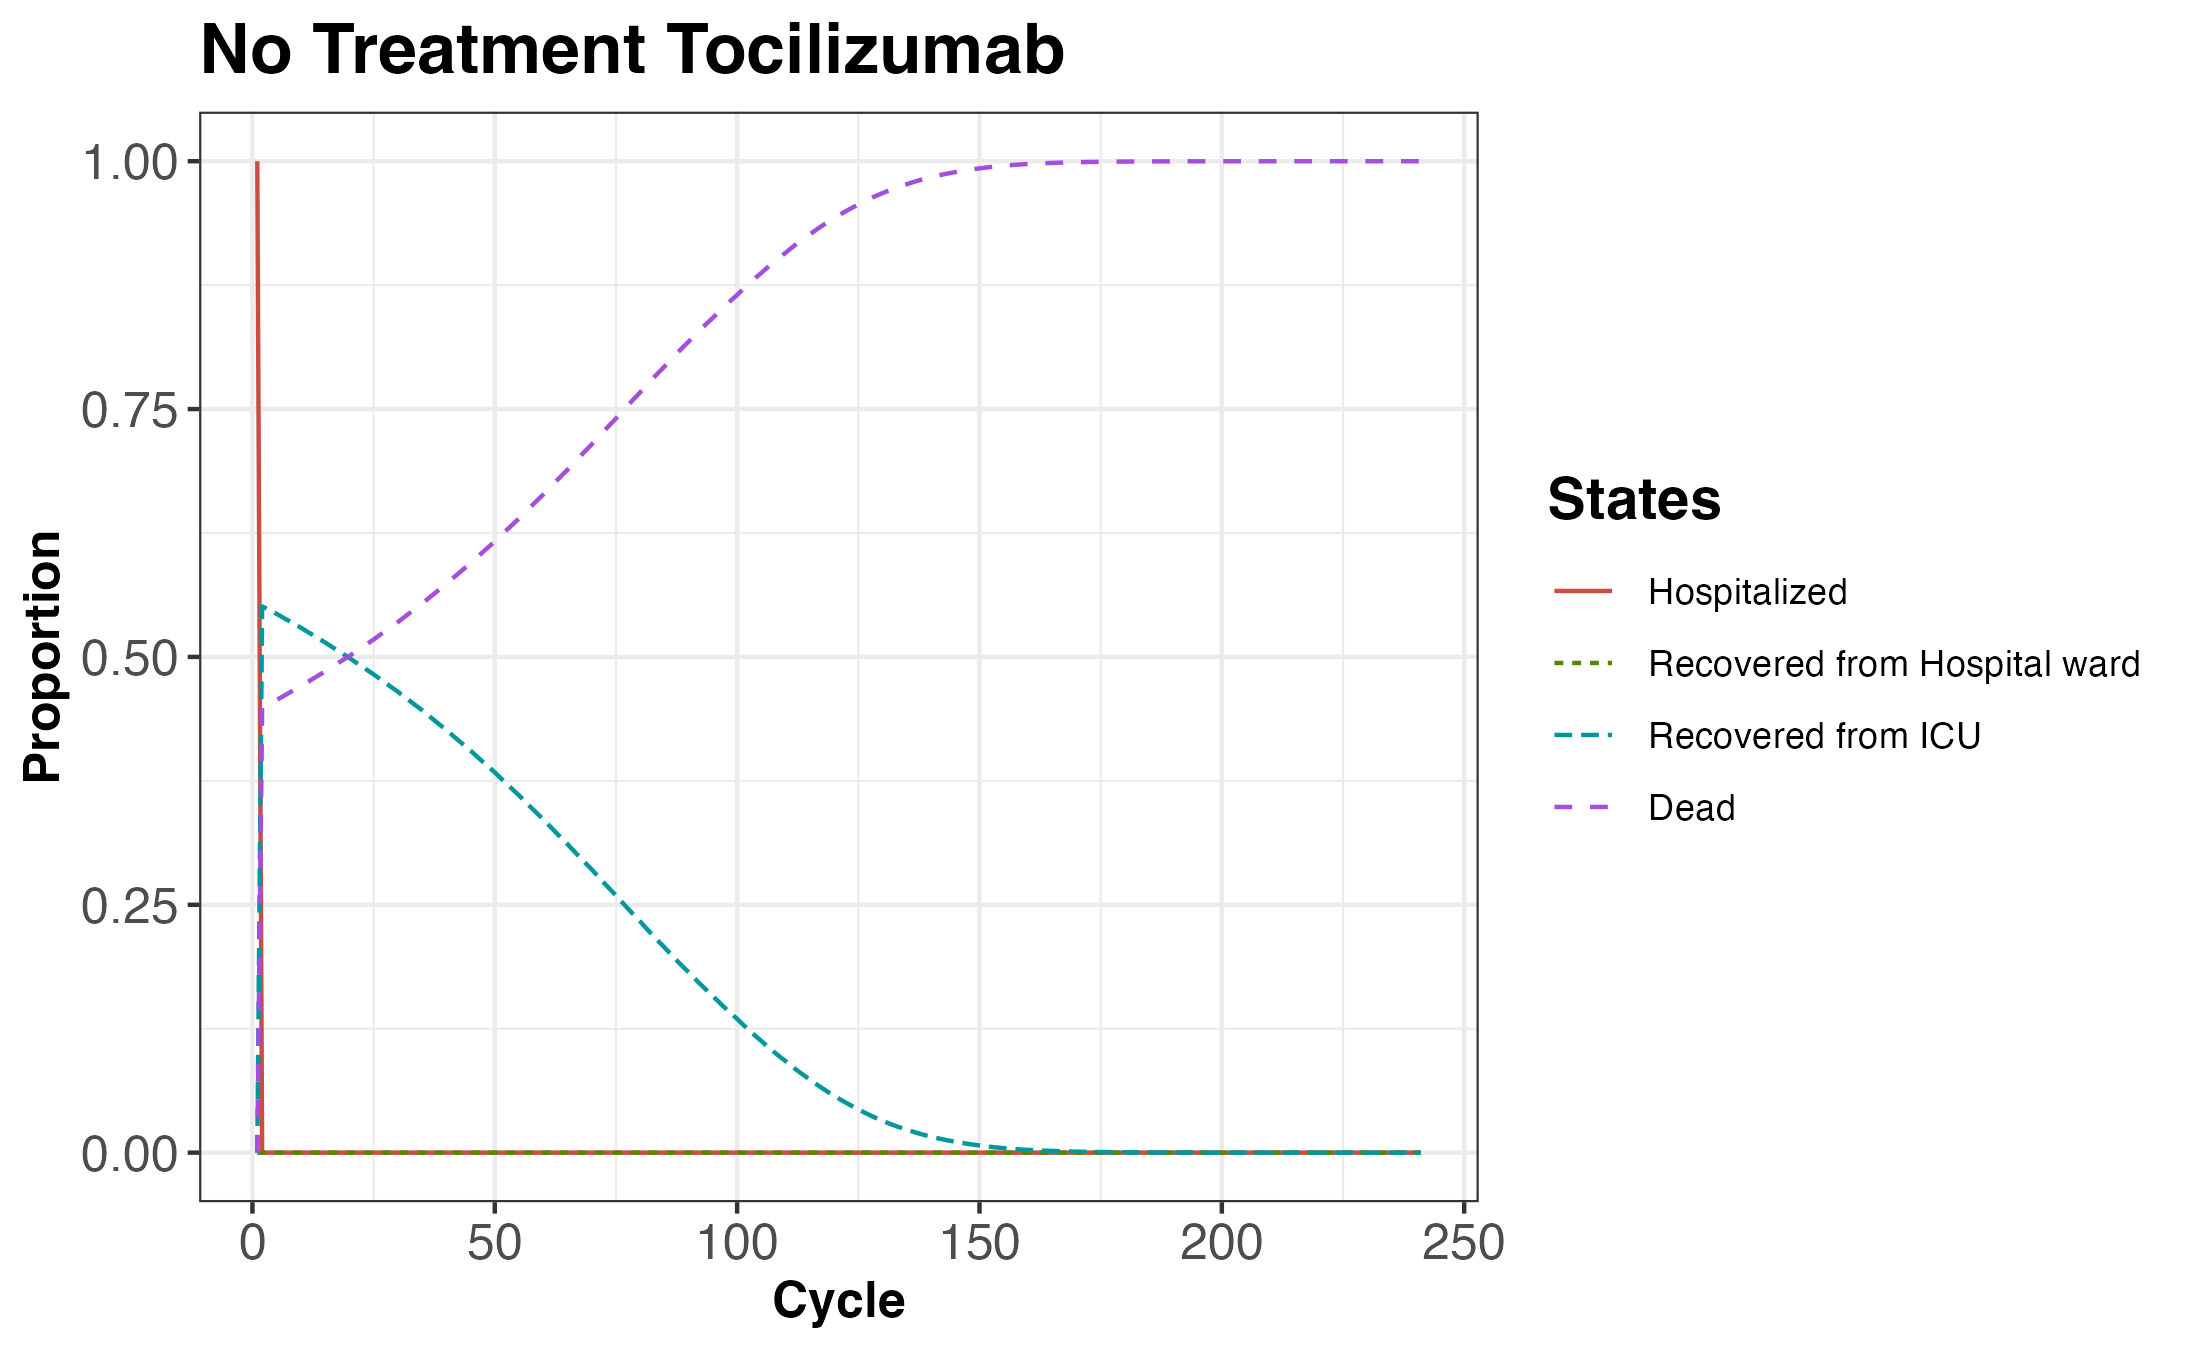 No Treatment Tocilizumab
1.00
0.75
0.50
0.25
0.00
Proportion
0 50 100 150 200 250
Cycle
States
Hospitalized
Recovered from Hospital ward
Recovered from ICU
Dead